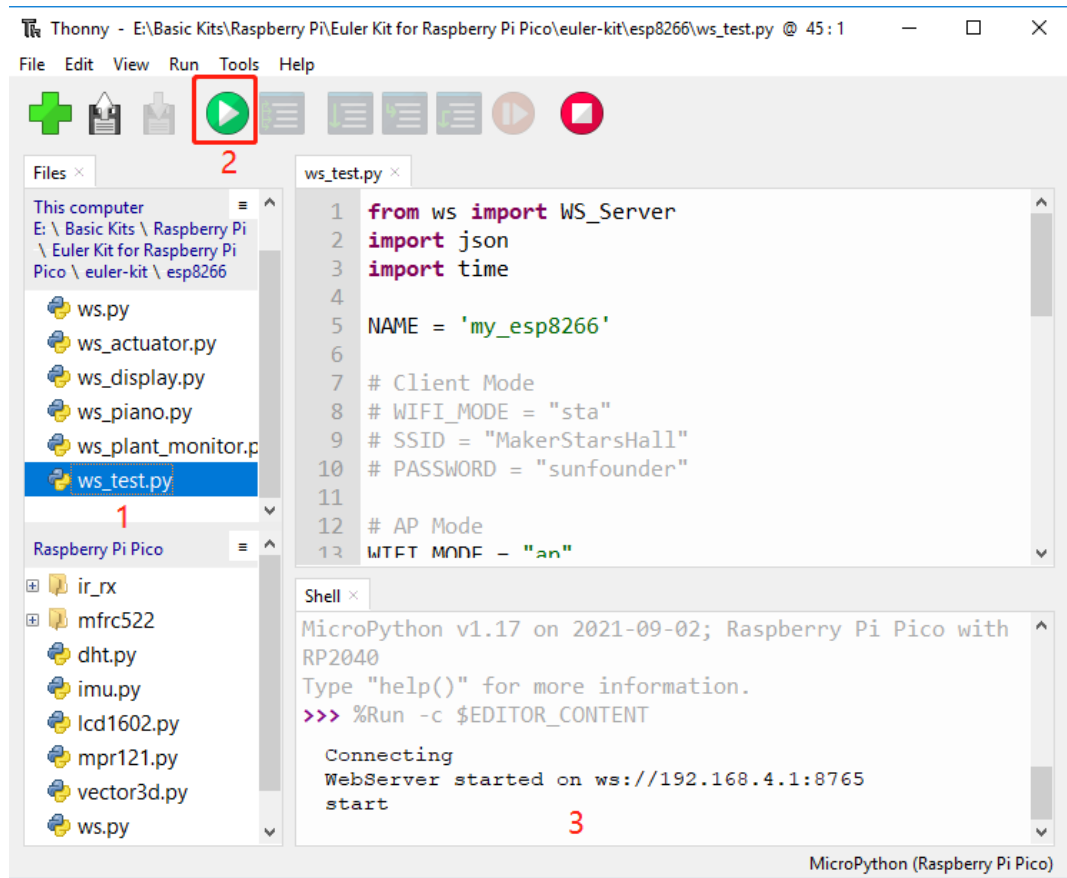 Thonny - E:\Basic Kits\Raspberry Pi\Euler Kit for Raspberry Pi Pico\euler-kit\esp8266\ws_test.py @ 45 : 1
File Edit View Run Tools Help
2
Files
This computer
E: \ Basic Kits \ Raspberry Pi
\ Euler Kit for Raspberry Pi
Pico \ euler-kit \ esp8266
ws.py
ws_actuator.py
ws_display.py
ws_piano.py
ws_plant_monitor.p
ws_test.py
1
Raspberry Pi Pico
ir_rx
mfrc522
dht.py
imu.py
lcd1602.py
mpr121.py
vector3d.py
ws.py
ws_test.py
1 from ws import WS_Server
2 import json
3 import time
4
5 NAME = 'my_esp8266'
6
7 # Client Mode
8 # WIFI_MODE = "sta"
9 # SSID = "MakerStarsHall"
10 # PASSWORD = "sunfounder"
11
12 # AP Mode
13 WIFI_MODE = "ap"
Shell
MicroPython v1.17 on 2021-09-02; Raspberry Pi Pico with
RP2040
Type "help()" for more information.
>>> %Run -c $EDITOR_CONTENT
Connecting
WebServer started on ws://192.168.4.1:8765
start
3
MicroPython (Raspberry Pi Pico)